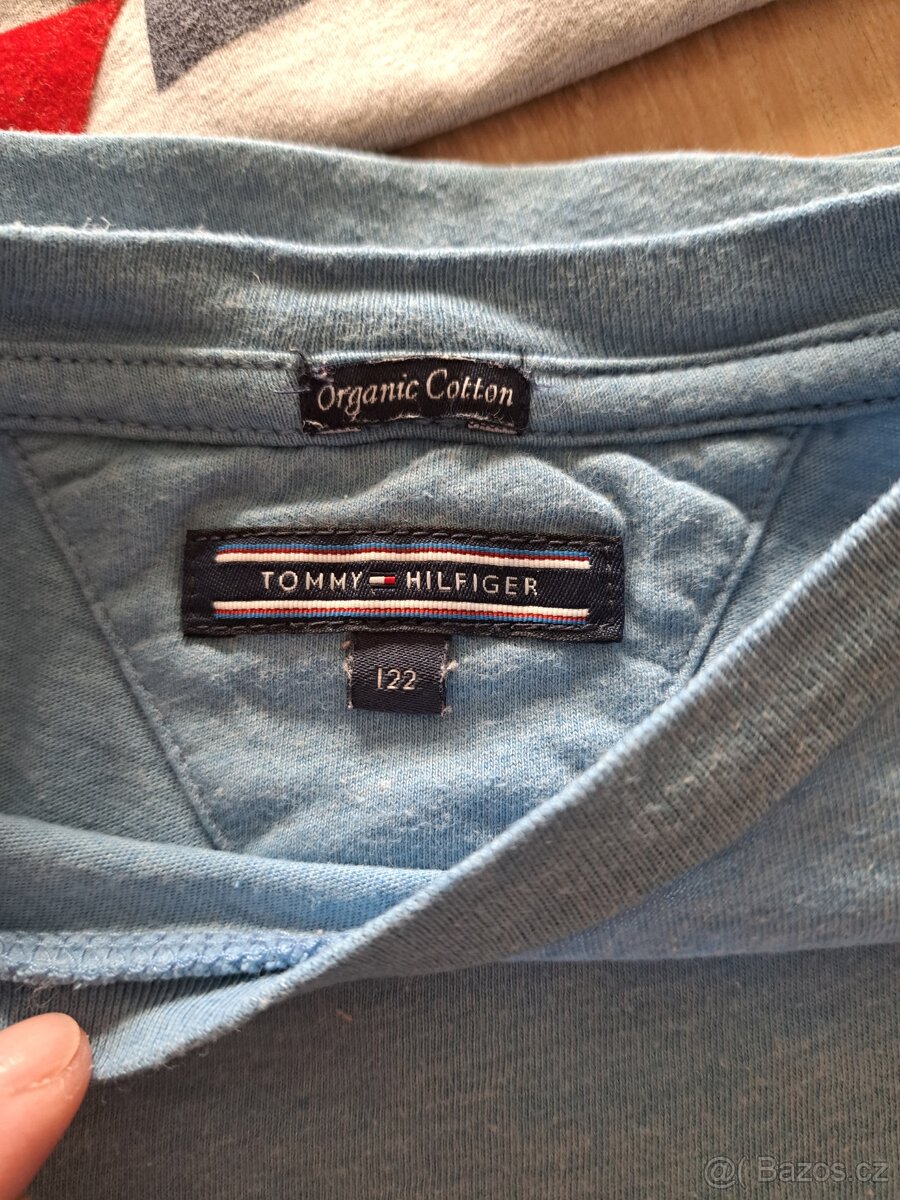 Organic Cotton
TOMMY HILFIGER
122
@( Bazos.cz